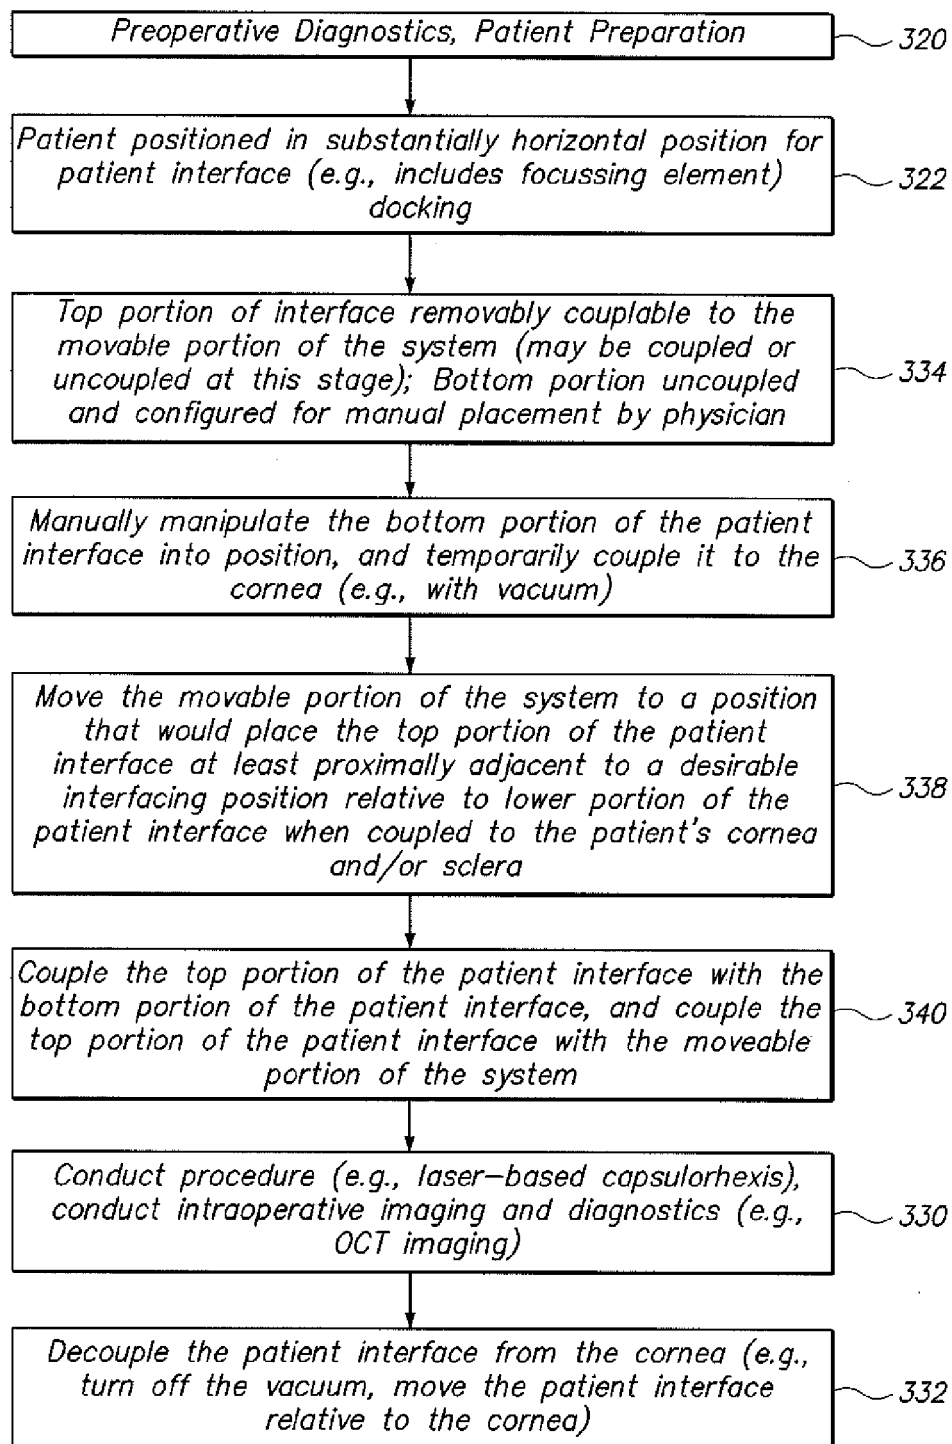 Preoperative Diagnostics, Patient Preparation
320
Patient positioned in substantially horizontal position for
patient interface (e.g., includes focussing element)
docking
322
Top portion of interface removably couplable to the
movable portion of the system (may be coupled or
uncoupled at this stage); Bottom portion uncoupled
and configured for manual placement by physician
334
Manually manipulate the bottom portion of the patient
interface into position, and temporarily couple it to the
cornea (e.g., with vacuum)
336
Move the movable portion of the system to a position
that would place the top portion of the patient
interface at least proximally adjacent to a desirable
interfacing position relative to lower portion of the
patient interface when coupled to the patient's cornea
and/or sclera
338
Couple the top portion of the patient interface with the
bottom portion of the patient interface, and couple the
top portion of the patient interface with the moveable
portion of the system
340
Conduct procedure (e.g., laser-based capsulorhexis),
conduct intraoperative imaging and diagnostics (e.g.,
OCT imaging)
330
Decouple the patient interface from the cornea (e.g.,
turn off the vacuum, move the patient interface
relative to the cornea)
332